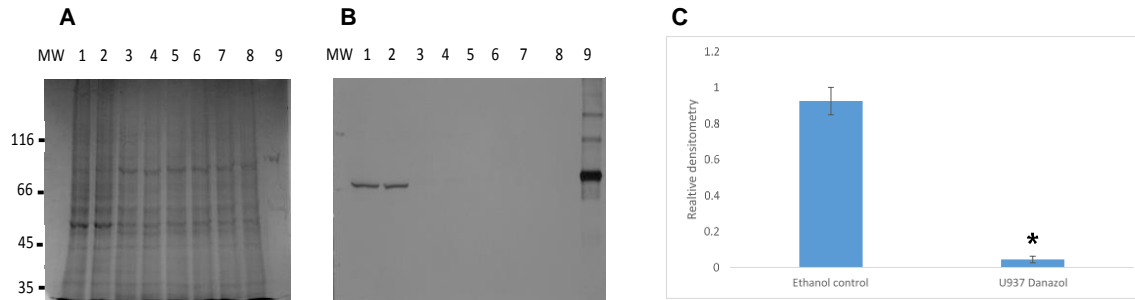 A
MW 1 2 3 4 5 6 7 8 9
116
66
45
35
B
MW 1 2 3 4 5 6 7 8 9
C
1.2
1
0.8
0.6
0.4
0.2
0
Realtive densitometry
*
Ethanol control
U937 Danazol